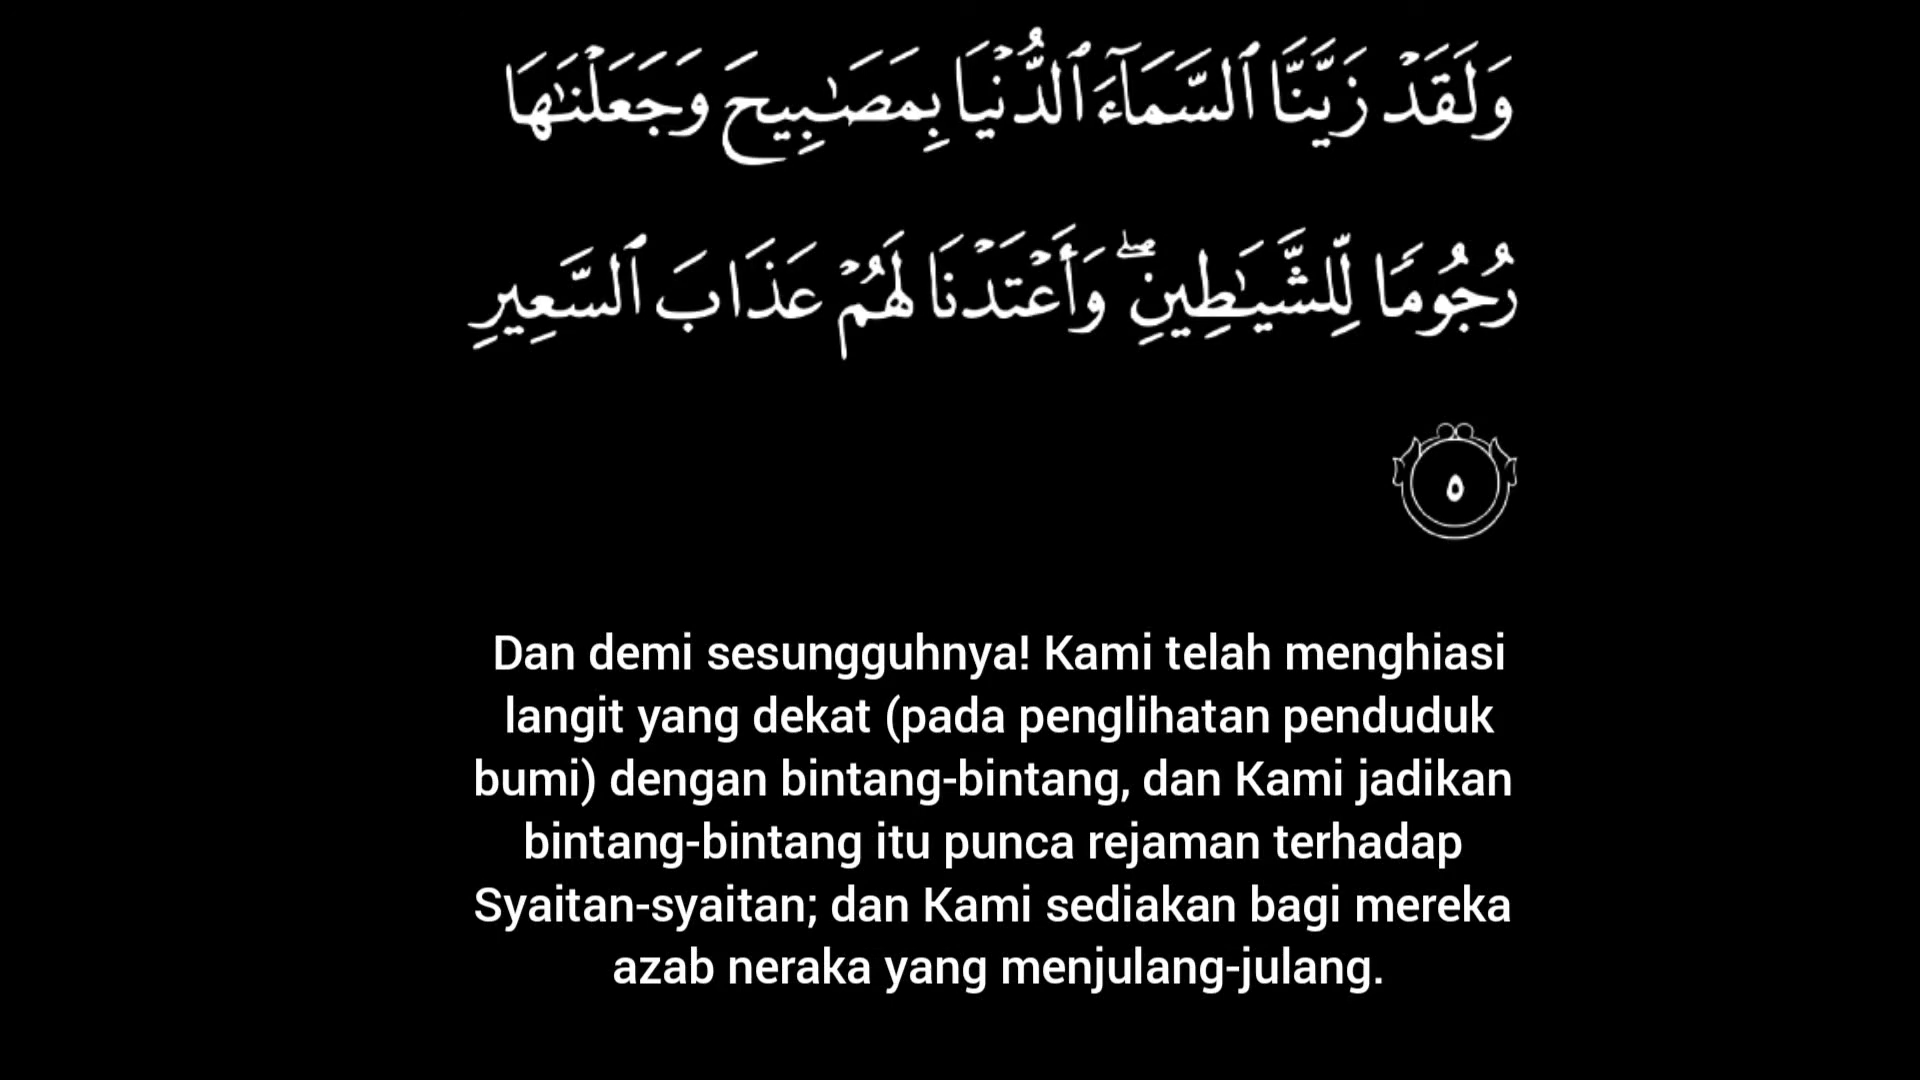 وَلَقَدۡ زَيَّنَّا ٱلسَّمَآءَ ٱلدُّنۡيَا بِمَصَٰبِيحَ وَجَعَلۡنَٰهَا
رُجُومٗا لِّلشَّيَٰطِينِۖ وَأَعۡتَدۡنَا لَهُمۡ عَذَابَ ٱلسَّعِيرِ
٥
Dan demi sesungguhnya! Kami telah menghiasi
langit yang dekat (pada penglihatan penduduk
bumi) dengan bintang-bintang, dan Kami jadikan
bintang-bintang itu punca rejaman terhadap
Syaitan-syaitan; dan Kami sediakan bagi mereka
azab neraka yang menjulang-julang.